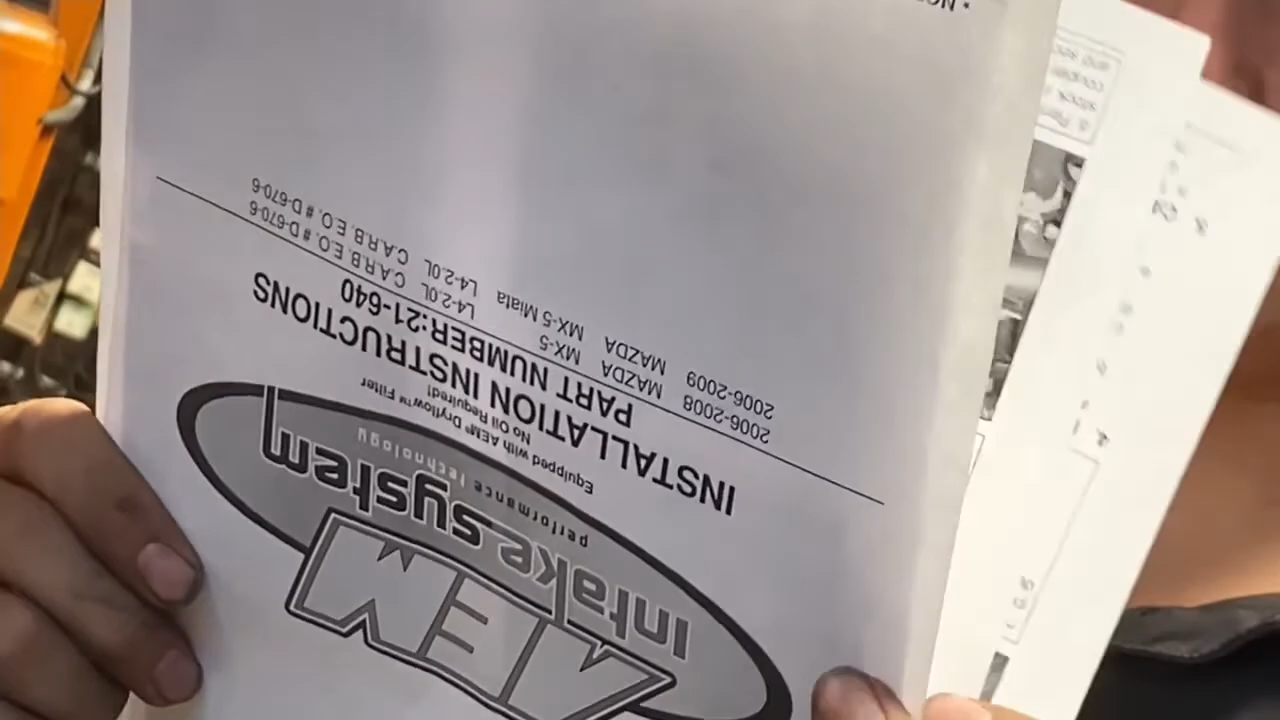 AEM
intake system
performance technology
Equipped with AEM® Dryflow™ Filter
No Oil Required!
INSTALLATION INSTRUCTIONS
PART NUMBER:21-640
2006-2008 MAZDA MX-5 L4-2.0L C.A.R.B. E.O. # D-670-6
2006-2009 MAZDA MX-5 Miata L4-2.0L C.A.R.B. E.O. # D-670-6